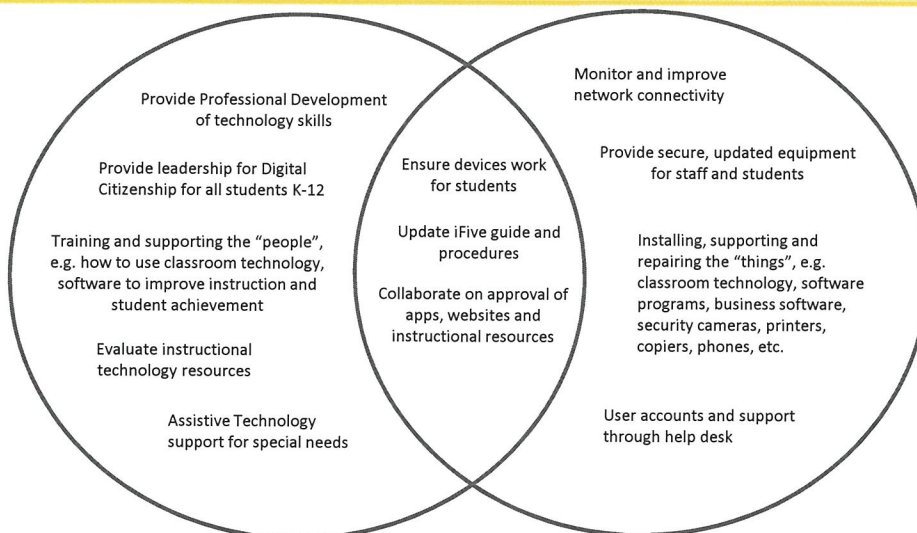 Provide Professional Development
of technology skills
Provide leadership for Digital
Citizenship for all students K-12
Training and supporting the “people”,
e.g. how to use classroom technology,
software to improve instruction and
student achievement
Evaluate instructional
technology resources
Assistive Technology
support for special needs
Ensure devices work
for students
Update iFive guide and
procedures
Collaborate on approval of
apps, websites and
instructional resources
Monitor and improve
network connectivity
Provide secure, updated equipment
for staff and students
Installing, supporting and
repairing the “things”, e.g.
classroom technology, software
programs, business software,
security cameras, printers,
copiers, phones, etc.
User accounts and support
through help desk